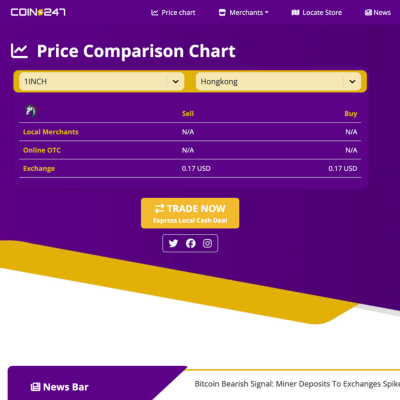 COIN247
Price chart
Merchants
Locate Store
News
Price Comparison Chart
1INCH
Hongkong
Sell Buy
Local Merchants N/A N/A
Online OTC N/A N/A
Exchange 0.17 USD 0.17 USD
TRADE NOW
Express Local Cash Deal
News Bar
Bitcoin Bearish Signal: Miner Deposits To Exchanges Spike